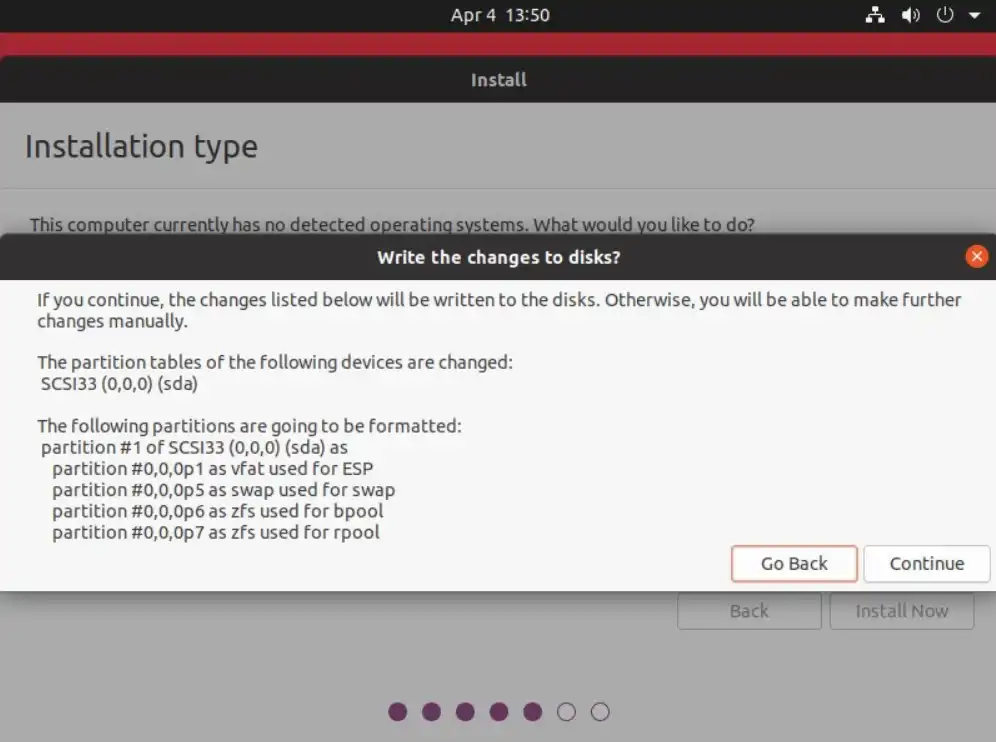 Apr 4 13:50
Install
Installation type
This computer currently has no detected operating systems. What would you like to do?
Write the changes to disks?
If you continue, the changes listed below will be written to the disks. Otherwise, you will be able to make further
changes manually.
The partition tables of the following devices are changed:
SCSI33 (0,0,0) (sda)
The following partitions are going to be formatted:
partition #1 of SCSI33 (0,0,0) (sda) as
partition #0,0,0p1 as vfat used for ESP
partition #0,0,0p5 as swap used for swap
partition #0,0,0p6 as zfs used for bpool
partition #0,0,0p7 as zfs used for rpool
Go Back Continue
Back Install Now